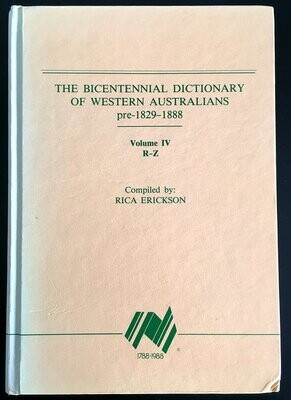 THE BICENTENNIAL DICTIONARY
OF WESTERN AUSTRALIANS
pre-1829–1888
Volume IV
R–Z
Compiled by:
RICA ERICKSON
®
1788-1988